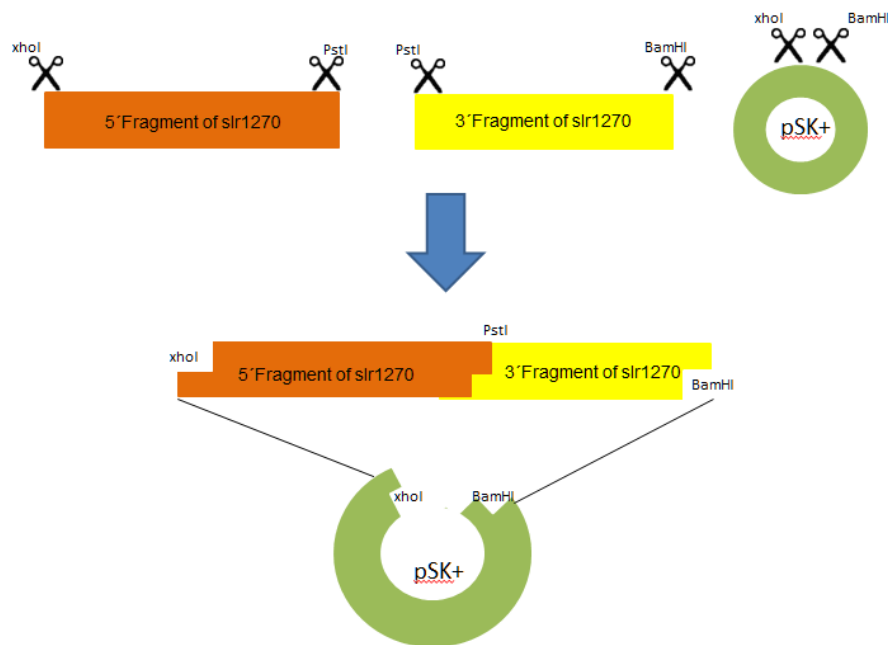 xhoI
PstI
PstI
BamHI
xhoI
BamHI
5´Fragment of slr1270
3´Fragment of slr1270
pSK+
PstI
xhoI
5´Fragment of slr1270
3´Fragment of slr1270
BamHI
xhoI
BamHI
pSK+